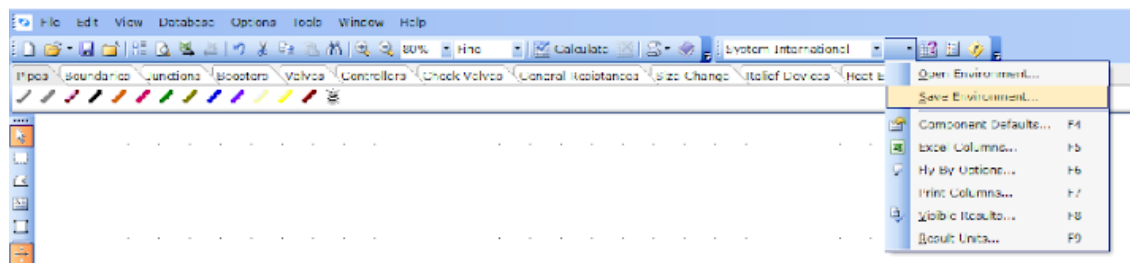 File Edit View Database Options Tools Window Help
80% Fine Calculate System International
Pipes Boundaries Junctions Boosters Valves Controllers Check Valves General Resistances Size Change Relief Devices Heat E
Open Environment...
Save Environment...
Component Defaults... F4
Excel Columns... F5
Fly By Options... F6
Print Columns... F7
Visible Results... F8
Result Units... F9